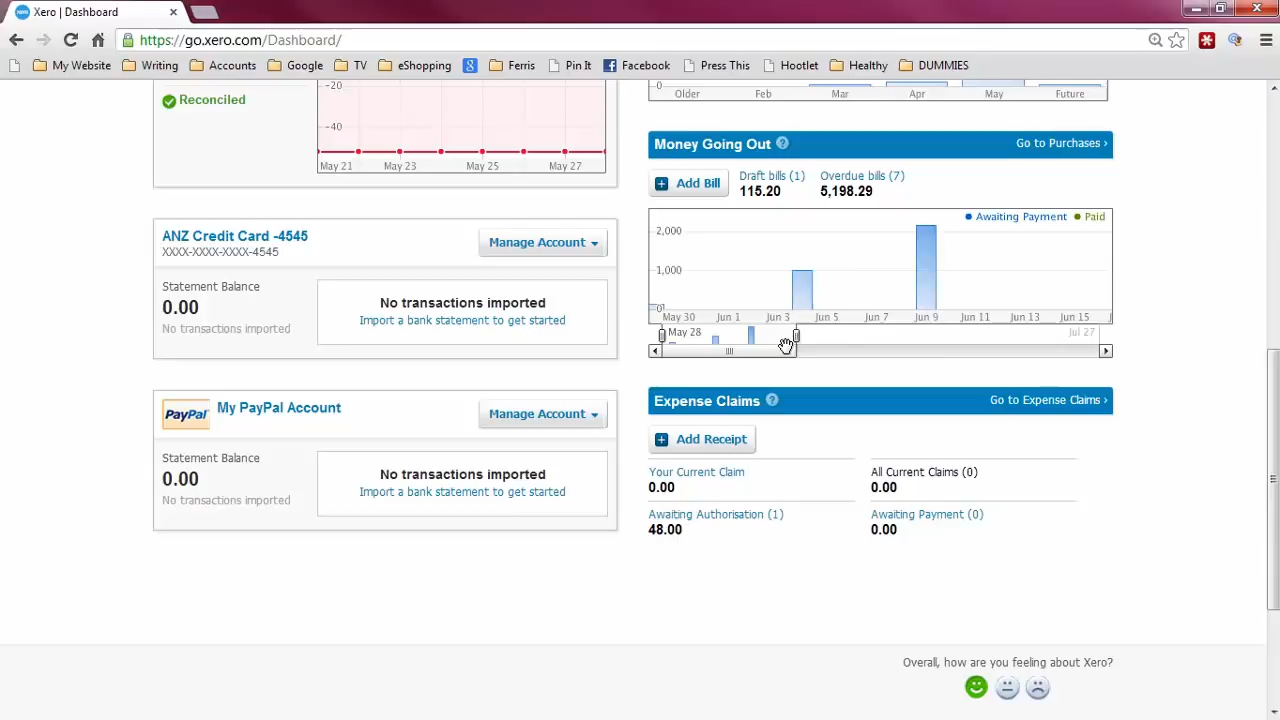 Xero | Dashboard
https://go.xero.com/Dashboard/
My Website Writing Accounts Google TV eShopping Ferris Pin It Facebook Press This Hootlet Healthy DUMMIES
Reconciled
-20
-40
May 21 May 23 May 25 May 27
0
Older Feb Mar Apr May Future
Money Going Out ? Go to Purchases ›
Add Bill
Draft bills (1) Overdue bills (7)
115.20 5,198.29
Awaiting Payment Paid
2,000
1,000
0
May 30 Jun 1 Jun 3 Jun 5 Jun 7 Jun 9 Jun 11 Jun 13 Jun 15 J
May 28 Jul 27
ANZ Credit Card -4545
XXXX-XXXX-XXXX-4545
Manage Account
Statement Balance
0.00
No transactions imported
No transactions imported
Import a bank statement to get started
PayPal
My PayPal Account
Manage Account
Statement Balance
0.00
No transactions imported
No transactions imported
Import a bank statement to get started
Expense Claims ? Go to Expense Claims ›
Add Receipt
Your Current Claim All Current Claims (0)
0.00 0.00
Awaiting Authorisation (1) Awaiting Payment (0)
48.00 0.00
Overall, how are you feeling about Xero?